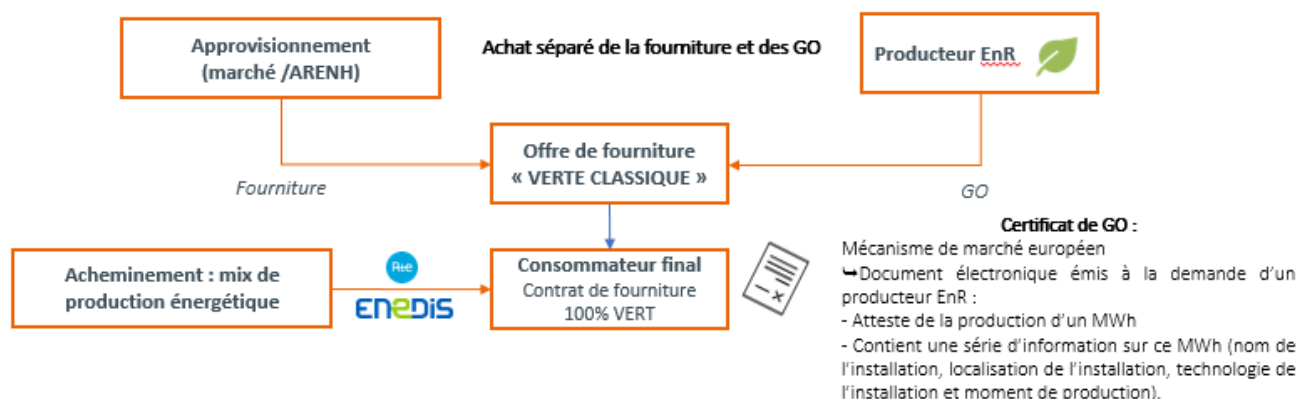 Approvisionnement
(marché /ARENH)
Achat séparé de la fourniture et des GO
Producteur EnR
Offre de fourniture
« VERTE CLASSIQUE »
Fourniture
GO
Acheminement : mix de
production énergétique
Rte
ENEDIS
Consommateur final
Contrat de fourniture
100% VERT
Certificat de GO :
Mécanisme de marché européen
↪Document électronique émis à la demande d'un
producteur EnR :
- Atteste de la production d'un MWh
- Contient une série d'information sur ce MWh (nom de
l'installation, localisation de l'installation, technologie de
l'installation et moment de production).